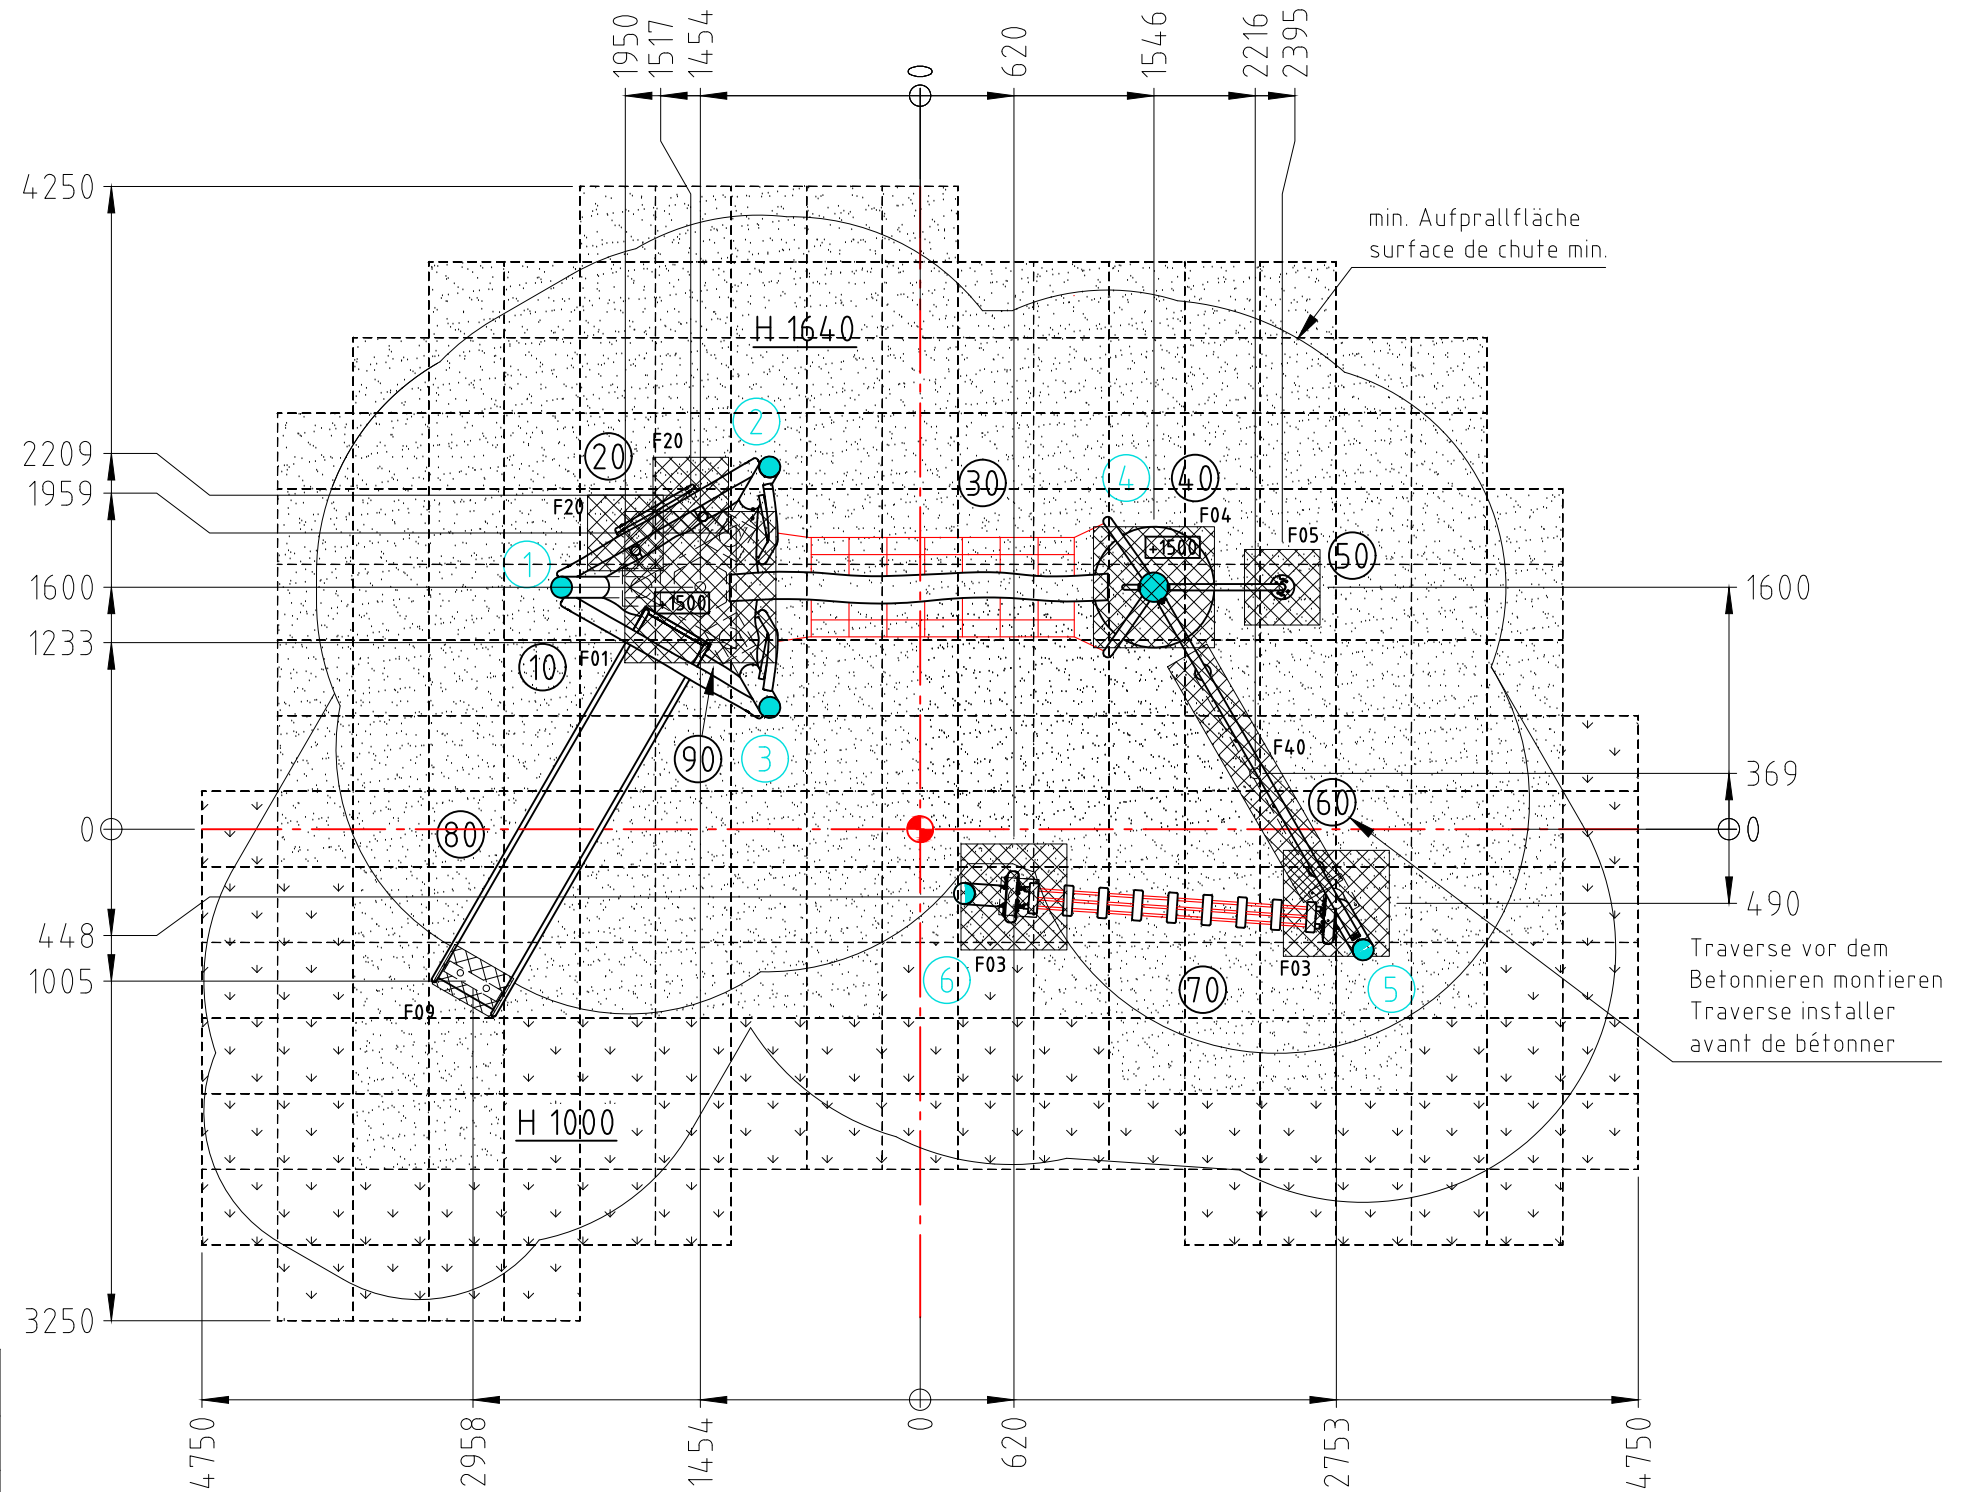 1950
1517
1454
0
620
1546
2216
2395
4250
min. Aufprallfläche
surface de chute min.
H 1640
2
F20
20
2209
4
40
30
1959
F20
F04
F05
50
1
+1500
1600
1600
+1500
1233
F01
10
90
3
F40
369
60
80
0
0
490
448
F03
F03
Traverse vor dem
Betonnieren montieren
Traverse installer
avant de bétonner
6
70
5
1005
F09
H 1000
3250
4750
2958
1454
0
620
2753
4750